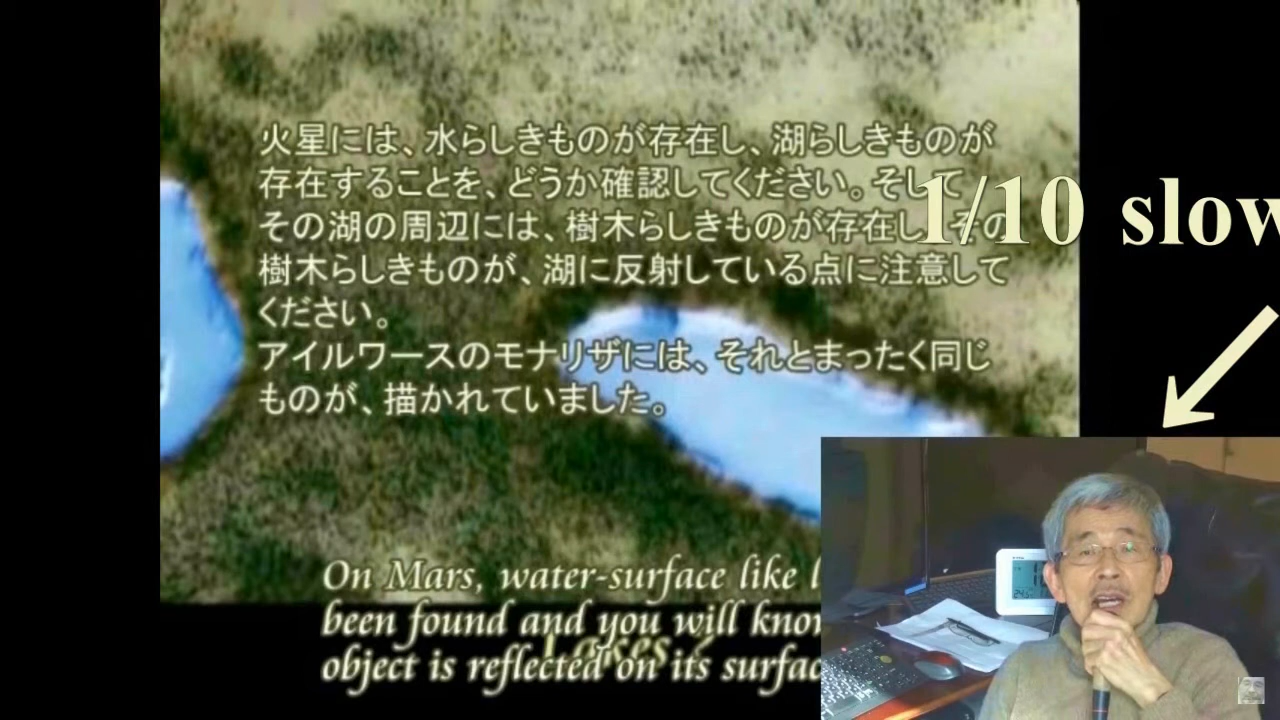 火星には、水らしきものが存在し、湖らしきものが
存在することを、どうか確認してください。そして
その湖の周辺には、樹木らしきものが存在し、その
樹木らしきものが、湖に反射している点に注意して
ください。
アイルワースのモナリザには、それとまったく同じ
ものが、描かれていました。
1/10 slow
On Mars, water-surface like l
been found and you will know
object is reflected on its surfac
Lakes ?